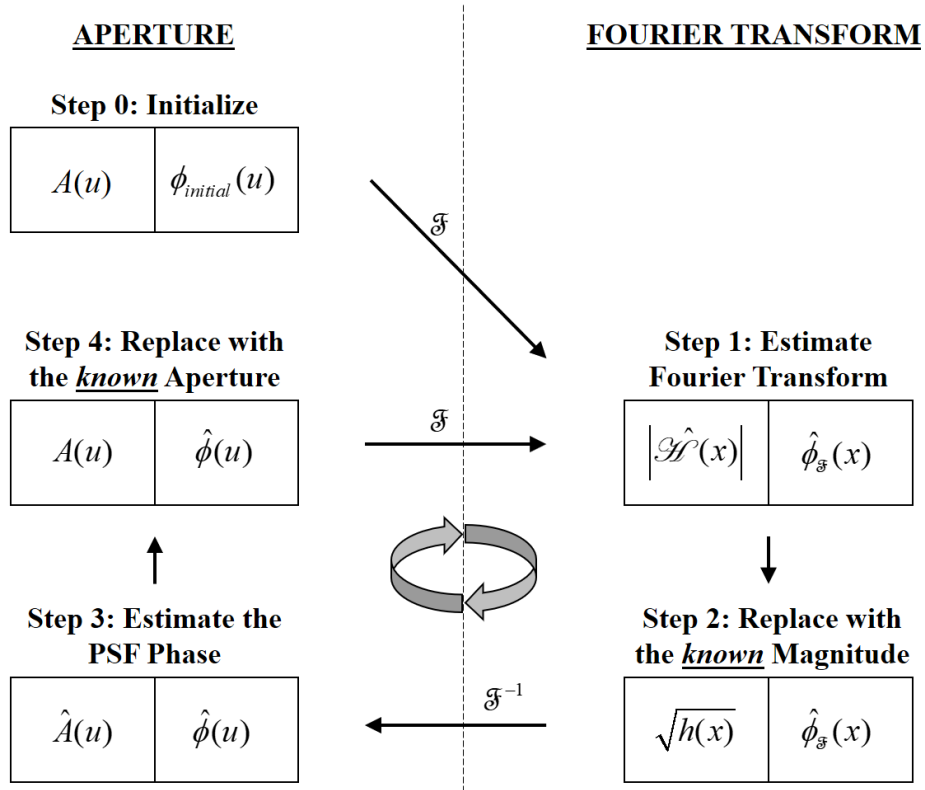 APERTURE
FOURIER TRANSFORM
Step 0: Initialize
A(u)
ϕ_initial(u)
ℱ
Step 4: Replace with
the known Aperture
A(u)
ϕ̂(u)
ℱ
Step 1: Estimate
Fourier Transform
|ℋ̂(x)|
ϕ̂_ℱ(x)
Step 3: Estimate the
PSF Phase
Â(u)
ϕ̂(u)
ℱ⁻¹
Step 2: Replace with
the known Magnitude
√h(x)
ϕ̂_ℱ(x)